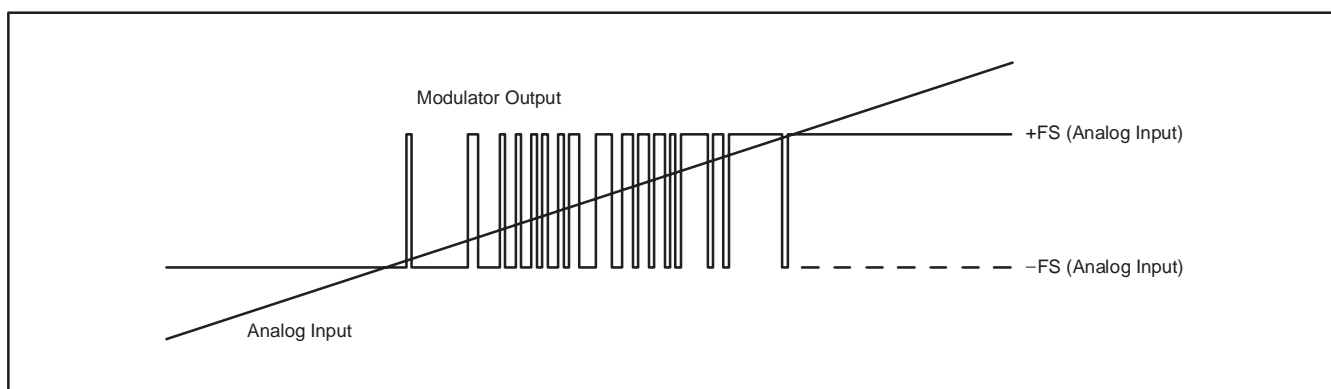 Modulator Output
+FS (Analog Input)
−FS (Analog Input)
Analog Input